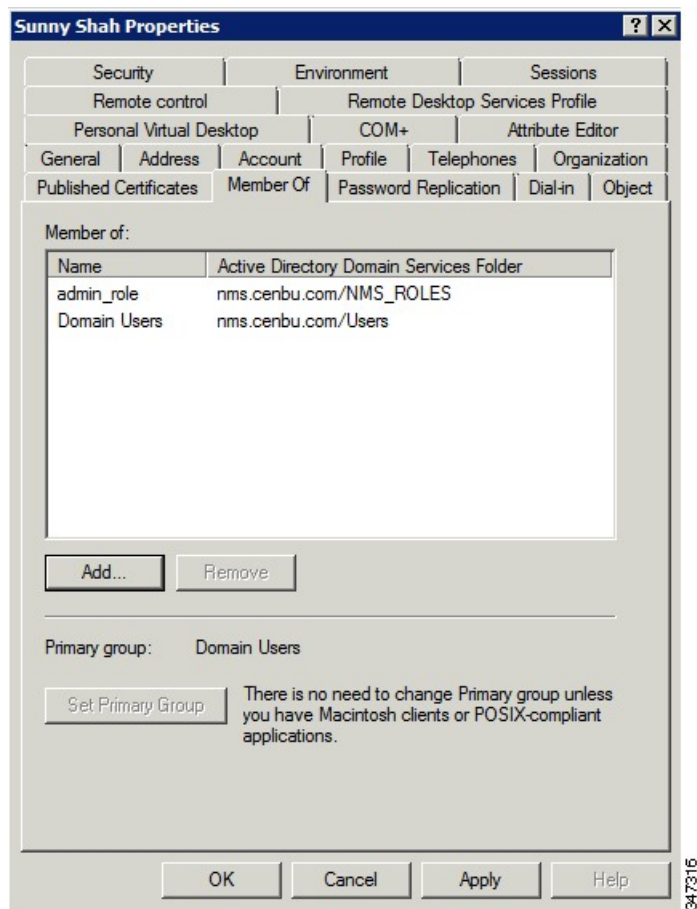 Sunny Shah Properties
Security Environment Sessions
Remote control Remote Desktop Services Profile
Personal Virtual Desktop COM+ Attribute Editor
General Address Account Profile Telephones Organization
Published Certificates Member Of Password Replication Dial-in Object
Member of:
Name Active Directory Domain Services Folder
admin_role nms.cenbu.com/NMS_ROLES
Domain Users nms.cenbu.com/Users
Add... Remove
Primary group: Domain Users
Set Primary Group
There is no need to change Primary group unless
you have Macintosh clients or POSIX-compliant
applications.
OK Cancel Apply Help
347316